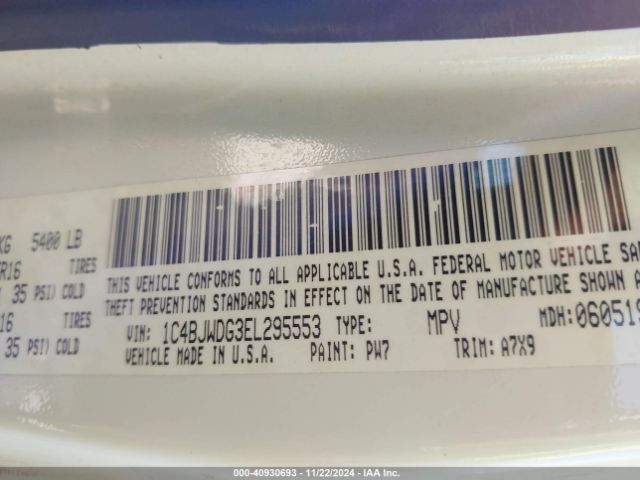 KG 5400 LB
R16 TIRES
35 PSI) COLD
16 TIRES
35 PSI) COLD
THIS VEHICLE CONFORMS TO ALL APPLICABLE U.S.A. FEDERAL MOTOR VEHICLE SA
THEFT PREVENTION STANDARDS IN EFFECT ON THE DATE OF MANUFACTURE SHOWN A
VIN: 1C4BJWDG3EL295553 TYPE: MPV MDH: 060519
VEHICLE MADE IN U.S.A. PAINT: PW7 TRIM: A7X9
000-40930693 - 11/22/2024 - IAA Inc.